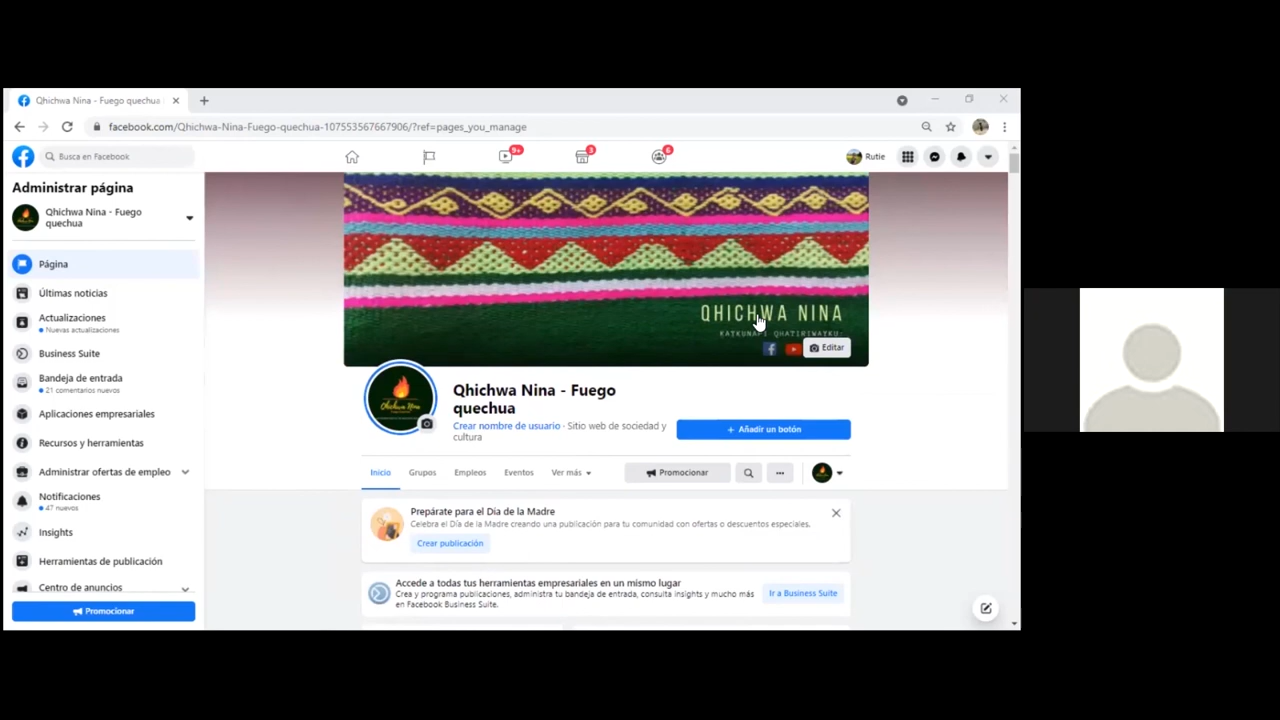 Qhichwa Nina - Fuego quechua
facebook.com/Qhichwa-Nina-Fuego-quechua-107553567667906/?ref=pages_you_manage
Busca en Facebook
9+
3
6
Rutie
Administrar página
Qhichwa Nina - Fuego
quechua
Página
Últimas noticias
Actualizaciones
Nuevas actualizaciones
Business Suite
Bandeja de entrada
21 comentarios nuevos
Aplicaciones empresariales
Recursos y herramientas
Administrar ofertas de empleo
Notificaciones
47 nuevos
Insights
Herramientas de publicación
Centro de anuncios
Promocionar
QHICHWA NINA
KAYKUNAPI QHATIRIWAYKU:
Editar
Qhichwa Nina
Qhichwa Nina - Fuego
quechua
Crear nombre de usuario · Sitio web de sociedad y
cultura
+ Añadir un botón
Inicio
Grupos
Empleos
Eventos
Ver más
Promocionar
Prepárate para el Día de la Madre
Celebra el Día de la Madre creando una publicación para tu comunidad con ofertas o descuentos especiales.
Crear publicación
Accede a todas tus herramientas empresariales en un mismo lugar
Crea y programa publicaciones, administra tu bandeja de entrada, consulta insights y mucho más
en Facebook Business Suite.
Ir a Business Suite